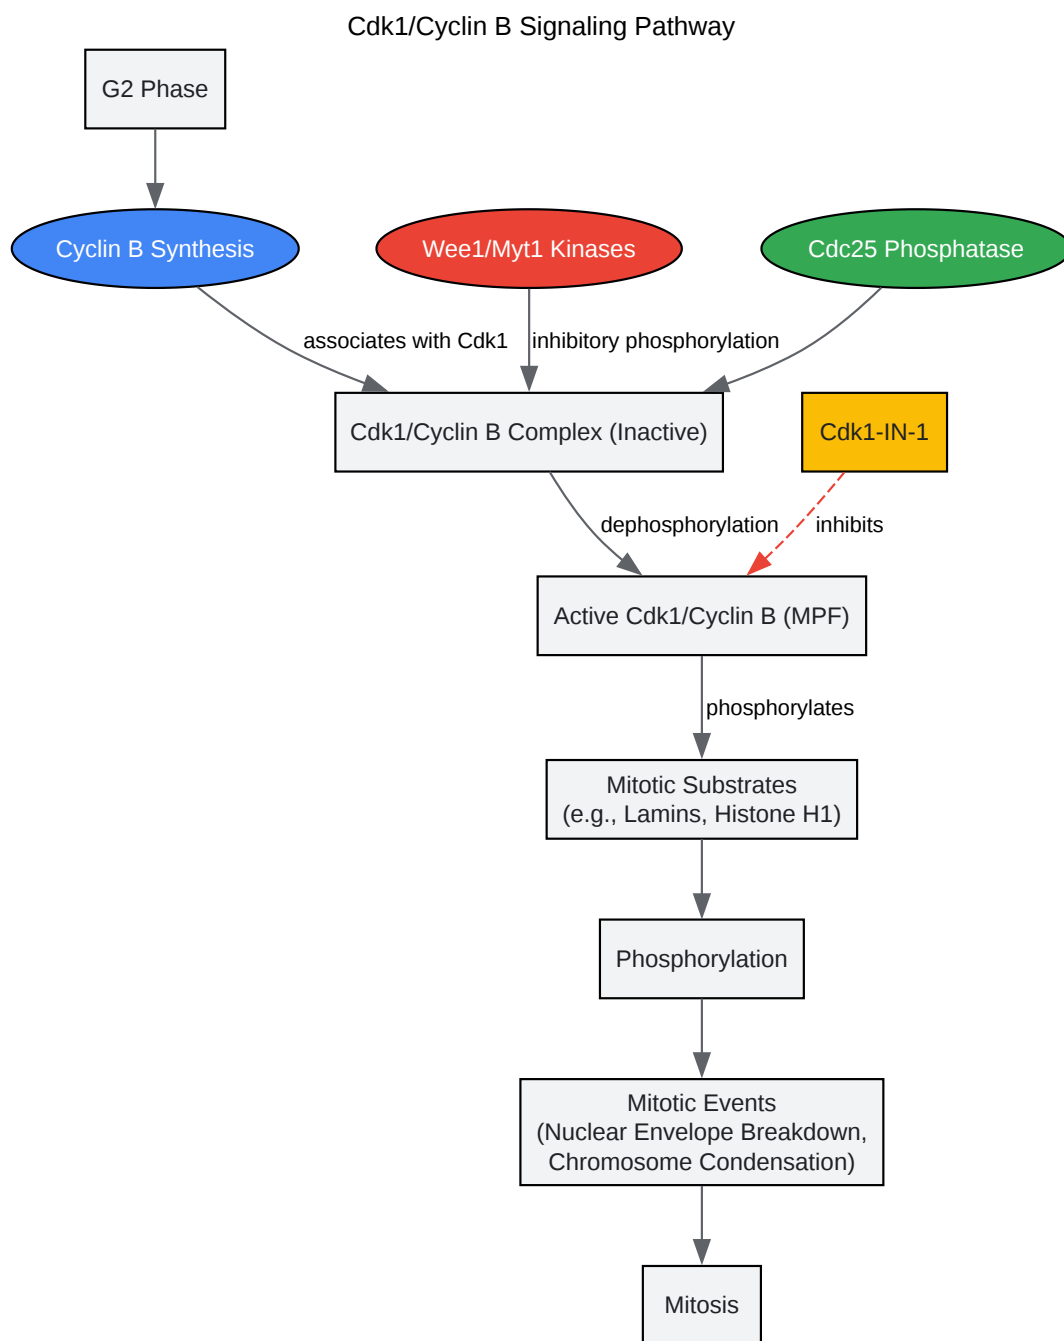 Cdk1/Cyclin B Signaling Pathway
G2 Phase
Cyclin B Synthesis
Wee1/Myt1 Kinases
Cdc25 Phosphatase
associates with Cdk1
inhibitory phosphorylation
Cdk1/Cyclin B Complex (Inactive)
Cdk1-IN-1
dephosphorylation
inhibits
Active Cdk1/Cyclin B (MPF)
phosphorylates
Mitotic Substrates
(e.g., Lamins, Histone H1)
Phosphorylation
Mitotic Events
(Nuclear Envelope Breakdown,
Chromosome Condensation)
Mitosis